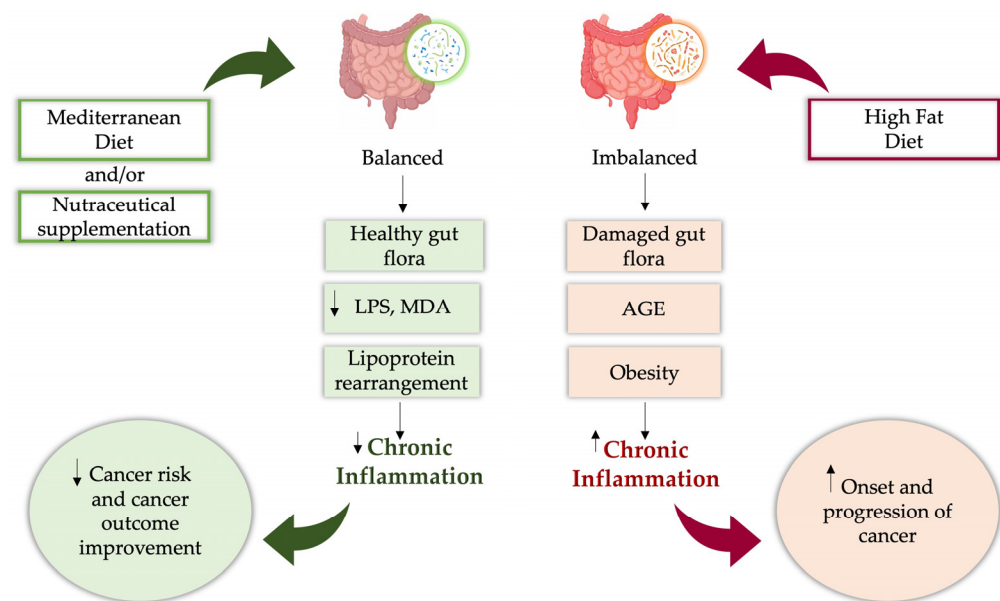 Mediterranean
Diet
and/or
Nutraceutical
supplementation
Balanced
Healthy gut
flora
↓ LPS, MDA
Lipoprotein
rearrangement
↓ Chronic
Inflammation
↓ Cancer risk
and cancer
outcome
improvement
High Fat
Diet
Imbalanced
Damaged gut
flora
AGE
Obesity
↑ Chronic
Inflammation
↑ Onset and
progression of
cancer